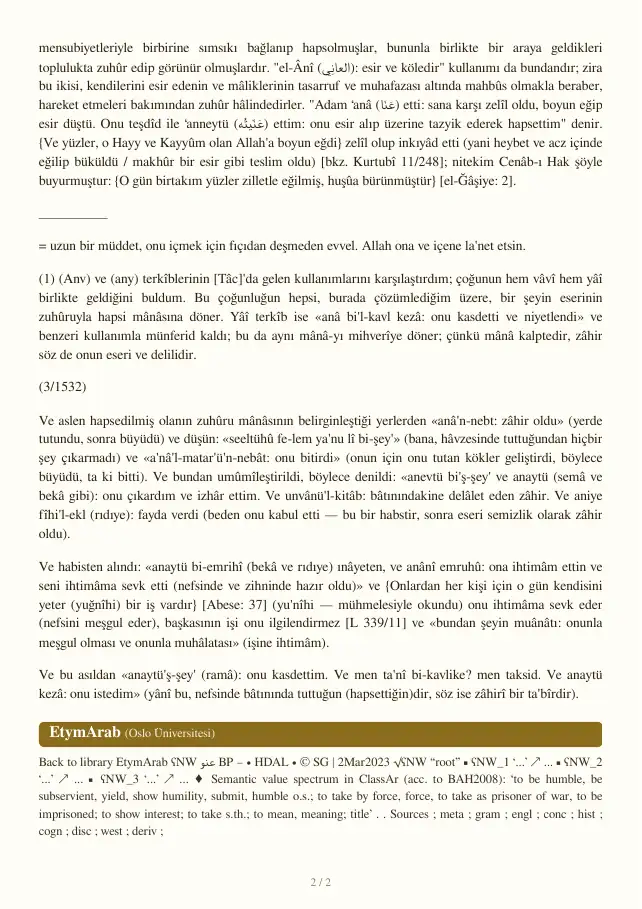 mensubiyetleriyle birbirine sımsıkı bağlanıp hapsolmuşlar, bununla birlikte bir araya geldikleri
toplulukta zuhûr edip görünür olmuşlardır. "el-Ânî (العاني): esir ve köledir" kullanımı da bundandır; zira
bu ikisi, kendilerini esir edenin ve mâliklerinin tasarruf ve muhafazası altında mahbûs olmakla beraber,
hareket etmeleri bakımından zuhûr hâlindedirler. "Adam ‘anâ (عَنَا) etti: sana karşı zelîl oldu, boyun eğip
esir düştü. Onu teşdîd ile ‘anneytü (عَنّيتُه) ettim: onu esir alıp üzerine tazyik ederek hapsettim" denir.
{Ve yüzler, o Hayy ve Kayyûm olan Allah'a boyun eğdi} zelîl olup inkıyâd etti (yani heybet ve acz içinde
eğilip büküldü / makhûr bir esir gibi teslim oldu) [bkz. Kurtubî 11/248]; nitekim Cenâb-ı Hak şöyle
buyurmuştur: {O gün birtakım yüzler zilletle eğilmiş, huşûa bürünmüştür} [el-Ğâşiye: 2].
___________
= uzun bir müddet, onu içmek için fıçıdan deşmeden evvel. Allah ona ve içene la'net etsin.
(1) (Anv) ve (any) terkîblerinin [Tâc]'da gelen kullanımlarını karşılaştırdım; çoğunun hem vâvî hem yâî
birlikte geldiğini buldum. Bu çoğunluğun hepsi, burada çözümlediğim üzere, bir şeyin eserinin
zuhûruyla hapsi mânâsına döner. Yâî terkîb ise «anâ bi'l-kavl kezâ: onu kasdetti ve niyetlendi» ve
benzeri kullanımla münferid kaldı; bu da aynı mânâ-yı mihverîye döner; çünkü mânâ kalptedir, zâhir
söz de onun eseri ve delilidir.
(3/1532)
Ve aslen hapsedilmiş olanın zuhûru mânâsının belirginleştiği yerlerden «anâ'n-nebt: zâhir oldu» (yerde
tutundu, sonra büyüdü) ve düşün: «seeltühû fe-lem ya'nu lî bi-şey'» (bana, hâvzesinde tuttuğundan hiçbir
şey çıkarmadı) ve «a'nâ'l-matar'ü'n-nebât: onu bitirdi» (onun için onu tutan kökler geliştirdi, böylece
büyüdü, ta ki bitti). Ve bundan umûmîleştirildi, böylece denildi: «anevtü bi'ş-şey' ve anaytü (semâ ve
bekâ gibi): onu çıkardım ve izhâr ettim. Ve unvânü'l-kitâb: bâtınındakine delâlet eden zâhir. Ve aniye
fîhi'l-ekl (rıdıye): fayda verdi (beden onu kabul etti — bu bir habstir, sonra eseri semizlik olarak zâhir
oldu).
Ve habisten alındı: «anaytü bi-emrihî (bekâ ve rıdıye) ınâyeten, ve anânî emruhû: ona ihtimâm ettin ve
seni ihtimâma sevk etti (nefsinde ve zihninde hazır oldu)» ve {Onlardan her kişi için o gün kendisini
yeter (yuğnîhi) bir iş vardır} [Abese: 37] (yu'nîhi — mühmelesiyle okundu) onu ihtimâma sevk eder
(nefsini meşgul eder), başkasının işi onu ilgilendirmez [L 339/11] ve «bundan şeyin muânâtı: onunla
meşgul olması ve onunla muhâlatası» (işine ihtimâm).
Ve bu asıldan «anaytü'ş-şey' (ramâ): onu kasdettim. Ve men ta'nî bi-kavlike? men taksid. Ve anaytü
kezâ: onu istedim» (yânî bu, nefsinde bâtınında tuttuğun (hapsettiğin)dir, söz ise zâhirî bir ta'bîrdir).
EtymArab (Oslo Üniversitesi)
Back to library EtymArab ʕNW عنو BP – • HDAL • © SG | 2Mar2023 √ʕNW “root” ▪ ʕNW_1 ‘...’ ↗ ... ▪ ʕNW_2
‘...’ ↗ ... ▪ ʕNW_3 ‘...’ ↗ ... ♦ Semantic value spectrum in ClassAr (acc. to BAH2008): ‘to be humble, be
subservient, yield, show humility, submit, humble o.s.; to take by force, force, to take as prisoner of war, to be
imprisoned; to show interest; to take s.th.; to mean, meaning; title’ . . Sources ; meta ; gram ; engl ; conc ; hist ;
cogn ; disc ; west ; deriv ;
2 / 2